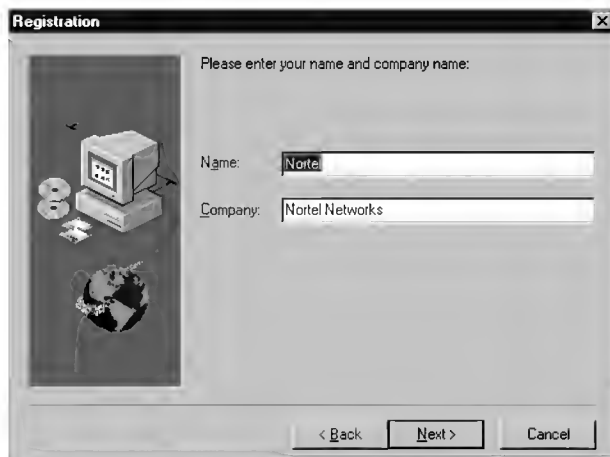 Registration
Please enter your name and company name:
Name: Nortel
Company: Nortel Networks
< Back Next > Cancel